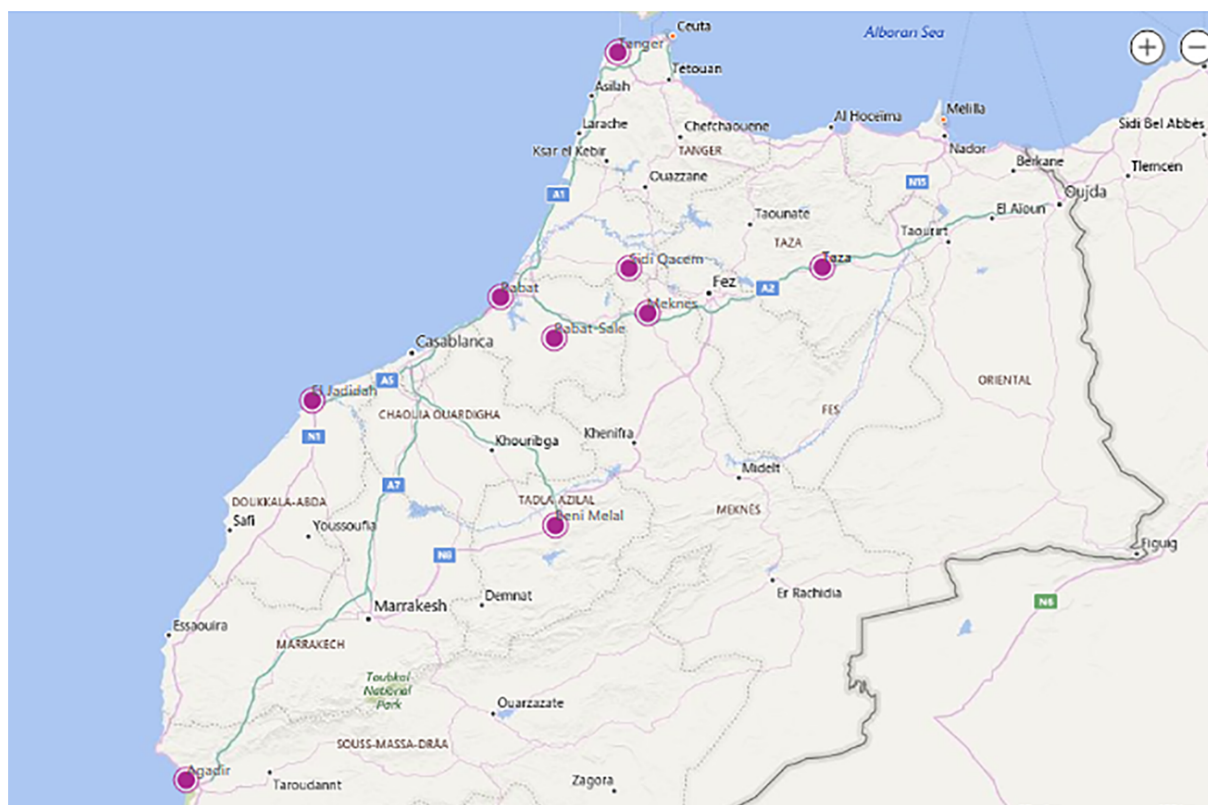 Ceuta
Alboran Sea
Tanger
Tetouan
Asilah
Larache
Chefchaouene
Al Hoceïma
Melilla
Sidi Bel Abbès
Ksar el Kebir
TANGER
Nador
Berkane
Tlemcen
Ouazzane
N15
A1
Oujda
Taounate
El Aïoun
TAZA
Taourirt
Sidi Qacem
Taza
Rabat
Fez
A2
Meknes
Rabat-Sale
Casablanca
A5
El Jadidah
ORIENTAL
CHAOUIA OUARDIGHA
FES
N1
Khouribga
Khenifra
Midelt
A7
DOUKKALA-ABDA
TADLA-AZILAL
MEKNES
Safi
Youssoufia
Beni Melal
N8
Figuig
Er Rachidia
Demnat
Marrakesh
N6
Essaouira
MARRAKECH
Toubkal
National
Park
Ouarzazate
SOUSS-MASSA-DRÂA
Agadir
Taroudannt
Zagora